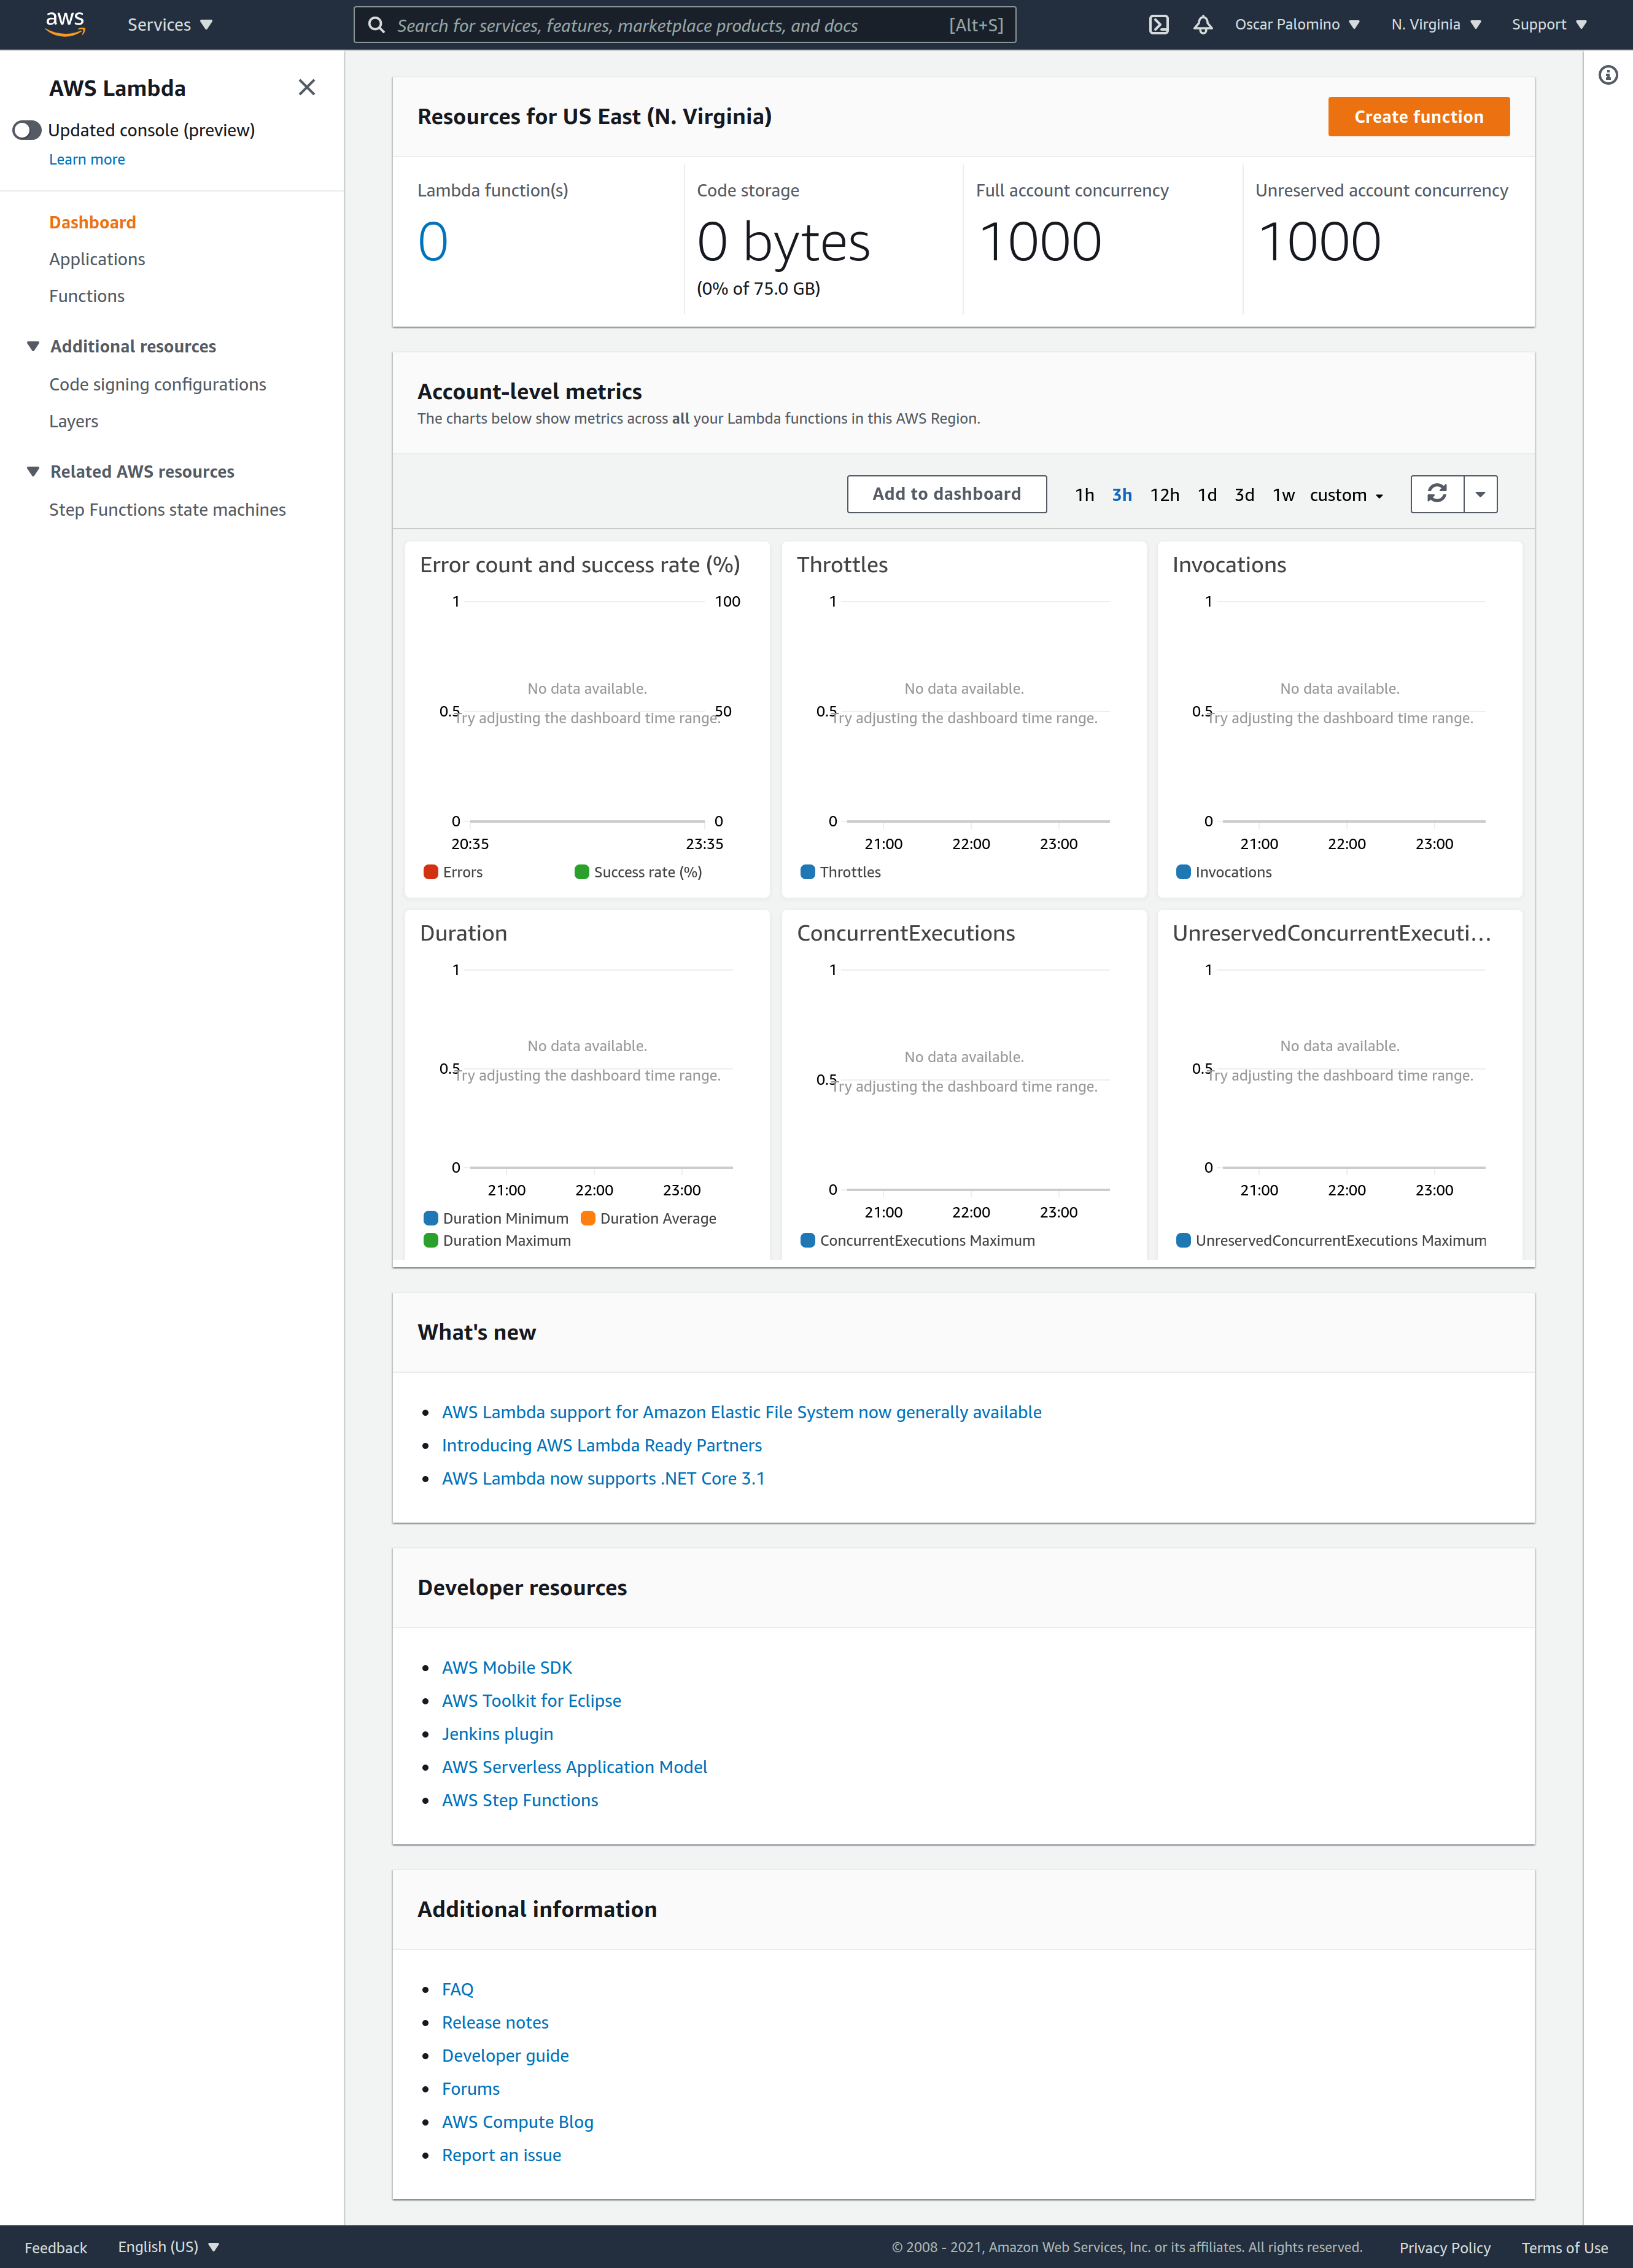 aws
Services
Search for services, features, marketplace products, and docs [Alt+S]
Oscar Palomino
N. Virginia
Support
AWS Lambda
Updated console (preview)
Learn more
Dashboard
Applications
Functions
Additional resources
Code signing configurations
Layers
Related AWS resources
Step Functions state machines
Resources for US East (N. Virginia)
Create function
Lambda function(s)
0
Code storage
0 bytes
(0% of 75.0 GB)
Full account concurrency
1000
Unreserved account concurrency
1000
Account-level metrics
The charts below show metrics across all your Lambda functions in this AWS Region.
Add to dashboard
1h 3h 12h 1d 3d 1w custom
Error count and success rate (%)
1 100
No data available.
0.5 50
Try adjusting the dashboard time range.
0 0
20:35 23:35
Errors Success rate (%)
Throttles
1
No data available.
0.5
Try adjusting the dashboard time range.
0
21:00 22:00 23:00
Throttles
Invocations
1
No data available.
0.5
Try adjusting the dashboard time range.
0
21:00 22:00 23:00
Invocations
Duration
1
No data available.
0.5
Try adjusting the dashboard time range.
0
21:00 22:00 23:00
Duration Minimum Duration Average
Duration Maximum
ConcurrentExecutions
1
No data available.
0.5
Try adjusting the dashboard time range.
0
21:00 22:00 23:00
ConcurrentExecutions Maximum
UnreservedConcurrentExecuti...
1
No data available.
0.5
Try adjusting the dashboard time range.
0
21:00 22:00 23:00
UnreservedConcurrentExecutions Maximum
What's new
AWS Lambda support for Amazon Elastic File System now generally available
Introducing AWS Lambda Ready Partners
AWS Lambda now supports .NET Core 3.1
Developer resources
AWS Mobile SDK
AWS Toolkit for Eclipse
Jenkins plugin
AWS Serverless Application Model
AWS Step Functions
Additional information
FAQ
Release notes
Developer guide
Forums
AWS Compute Blog
Report an issue
Feedback
English (US)
© 2008 - 2021, Amazon Web Services, Inc. or its affiliates. All rights reserved.
Privacy Policy
Terms of Use